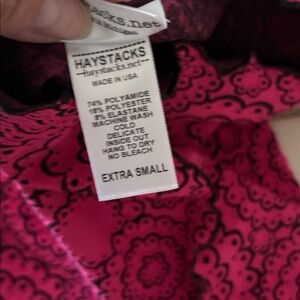 stacks.net
HAYSTACKS
haystacks.net
MADE IN USA
74% POLYAMIDE
18% POLYESTER
8% ELASTANE
MACHINE WASH
COLD
DELICATE
INSIDE OUT
HANG TO DRY
NO BLEACH
EXTRA SMALL